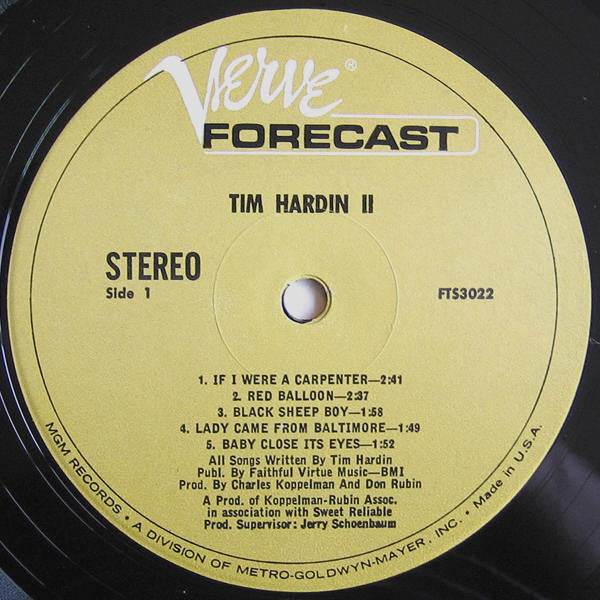 Verve®
FORECAST
TIM HARDIN II
STEREO
Side 1
FTS3022
1. IF I WERE A CARPENTER—2:41
2. RED BALLOON—2:37
3. BLACK SHEEP BOY—1:58
4. LADY CAME FROM BALTIMORE—1:49
5. BABY CLOSE ITS EYES—1:52
All Songs Written By Tim Hardin
Publ. By Faithful Virtue Music—BMI
Prod. By Charles Koppelman And Don Rubin
A Prod. of Koppelman-Rubin Assoc.
in association with Sweet Reliable
Prod. Supervisor: Jerry Schoenbaum
MGM RECORDS • A DIVISION OF METRO-GOLDWYN-MAYER, INC. • Made in U.S.A.